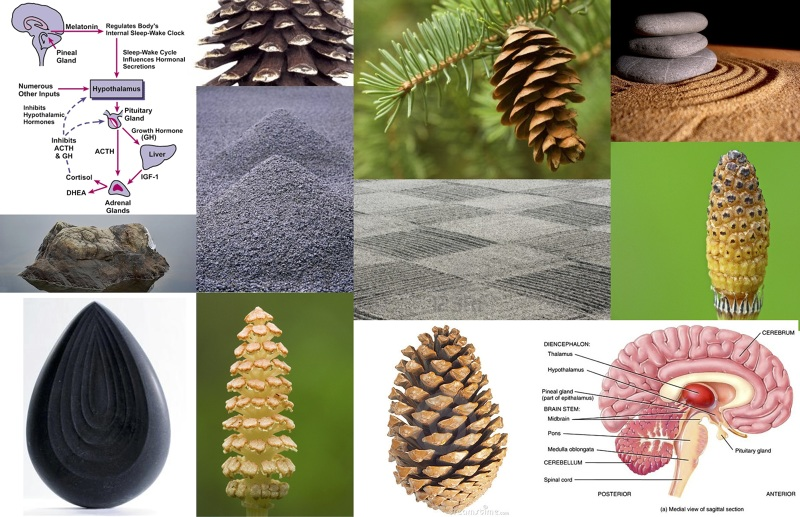 Melatonin
Regulates Body's
Internal Sleep-Wake Clock
Pineal
Gland
Sleep-Wake Cycle
Influences Hormonal
Secretions
Numerous
Other Inputs
Hypothalamus
Inhibits
Hypothalamic
Hormones
Pituitary
Gland
Growth Hormone
(GH)
Inhibits
ACTH
& GH
ACTH
Liver
Cortisol
IGF-1
DHEA
Adrenal
Glands
CEREBRUM
DIENCEPHALON:
Thalamus
Hypothalamus
Pineal gland
(part of epithalamus)
BRAIN STEM:
Midbrain
Pons
Medulla oblongata
CEREBELLUM
Spinal cord
Pituitary gland
POSTERIOR
ANTERIOR
(a) Medial view of sagittal section